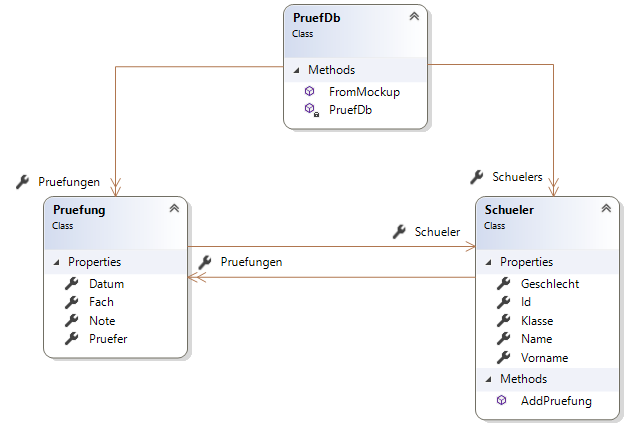 PruefDb
Class
Methods
FromMockup
PruefDb
Pruefungen
Schuelers
Pruefung
Class
Properties
Datum
Fach
Note
Pruefer
Schueler
Pruefungen
Schueler
Class
Properties
Geschlecht
Id
Klasse
Name
Vorname
Methods
AddPruefung